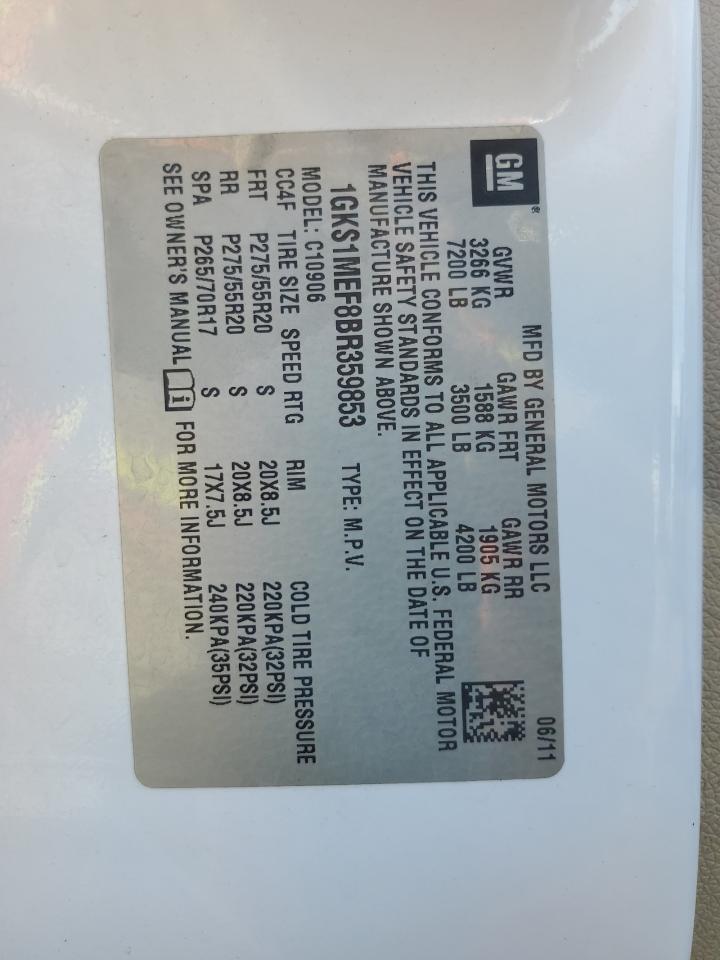 GM®
MFD BY GENERAL MOTORS LLC 06/11
GVWR GAWR FRT GAWR RR
3266 KG 1588 KG 1905 KG
7200 LB 3500 LB 4200 LB
THIS VEHICLE CONFORMS TO ALL APPLICABLE U.S. FEDERAL MOTOR
VEHICLE SAFETY STANDARDS IN EFFECT ON THE DATE OF
MANUFACTURE SHOWN ABOVE.
1GKS1MEF8BR359853 TYPE: M.P.V.
MODEL: C10906
CC4F TIRE SIZE SPEED RTG RIM COLD TIRE PRESSURE
FRT P275/55R20 S 20X8.5J 220KPA(32PSI)
RR P275/55R20 S 20X8.5J 220KPA(32PSI)
SPA P265/70R17 S 17X7.5J 240KPA(35PSI)
SEE OWNER'S MANUAL i FOR MORE INFORMATION.